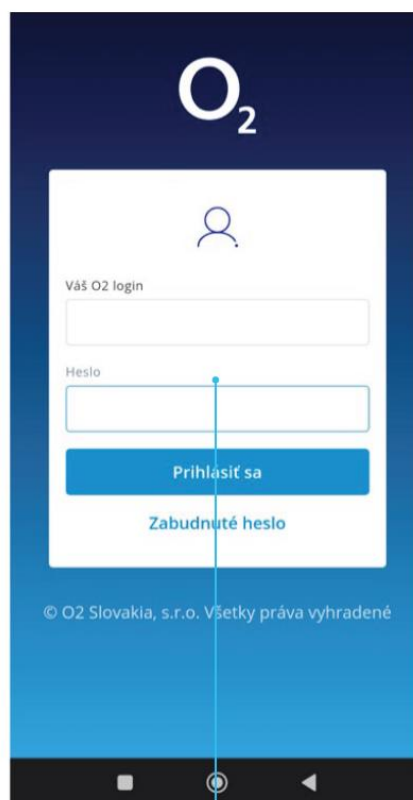 O2
Váš O2 login
Heslo
Prihlásiť sa
Zabudnuté heslo
© O2 Slovakia, s.r.o. Všetky práva vyhradené